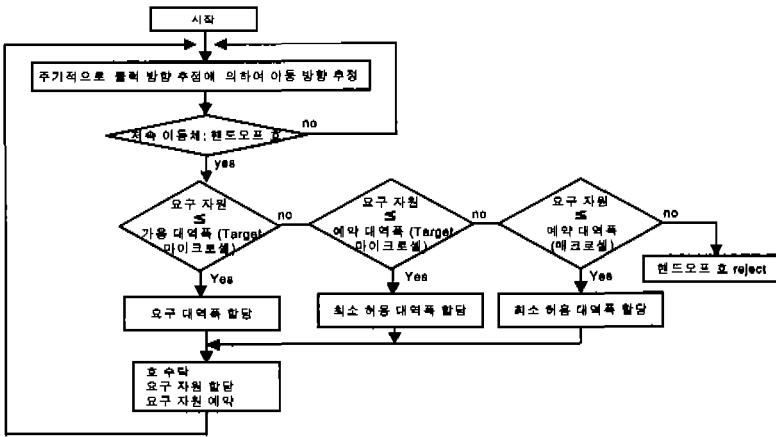 시작
주기적으로 블럭 방향 추정에 의하여 이동 방향 추정
저속 이동체: 핸드오프 호
no
yes
요구 자원
≤
가용 대역폭 (Target
마이크로셀)
no
요구 자원
≤
예약 대역폭 (Target
마이크로셀)
no
요구 자원
≤
예약 대역폭
(매크로셀)
no
핸드오프 호 reject
Yes
Yes
Yes
요구 대역폭 할당
최소 허용 대역폭 할당
최소 허용 대역폭 할당
호 수락
요구 자원 할당
요구 자원 예약